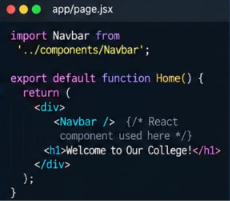 app/page.jsx
import Navbar from
'../components/Navbar';
export default function Home() {
return (
<div>
<Navbar /> {/* React
component used here */}
<h1>Welcome to Our College!</h1>
</div>
);
}